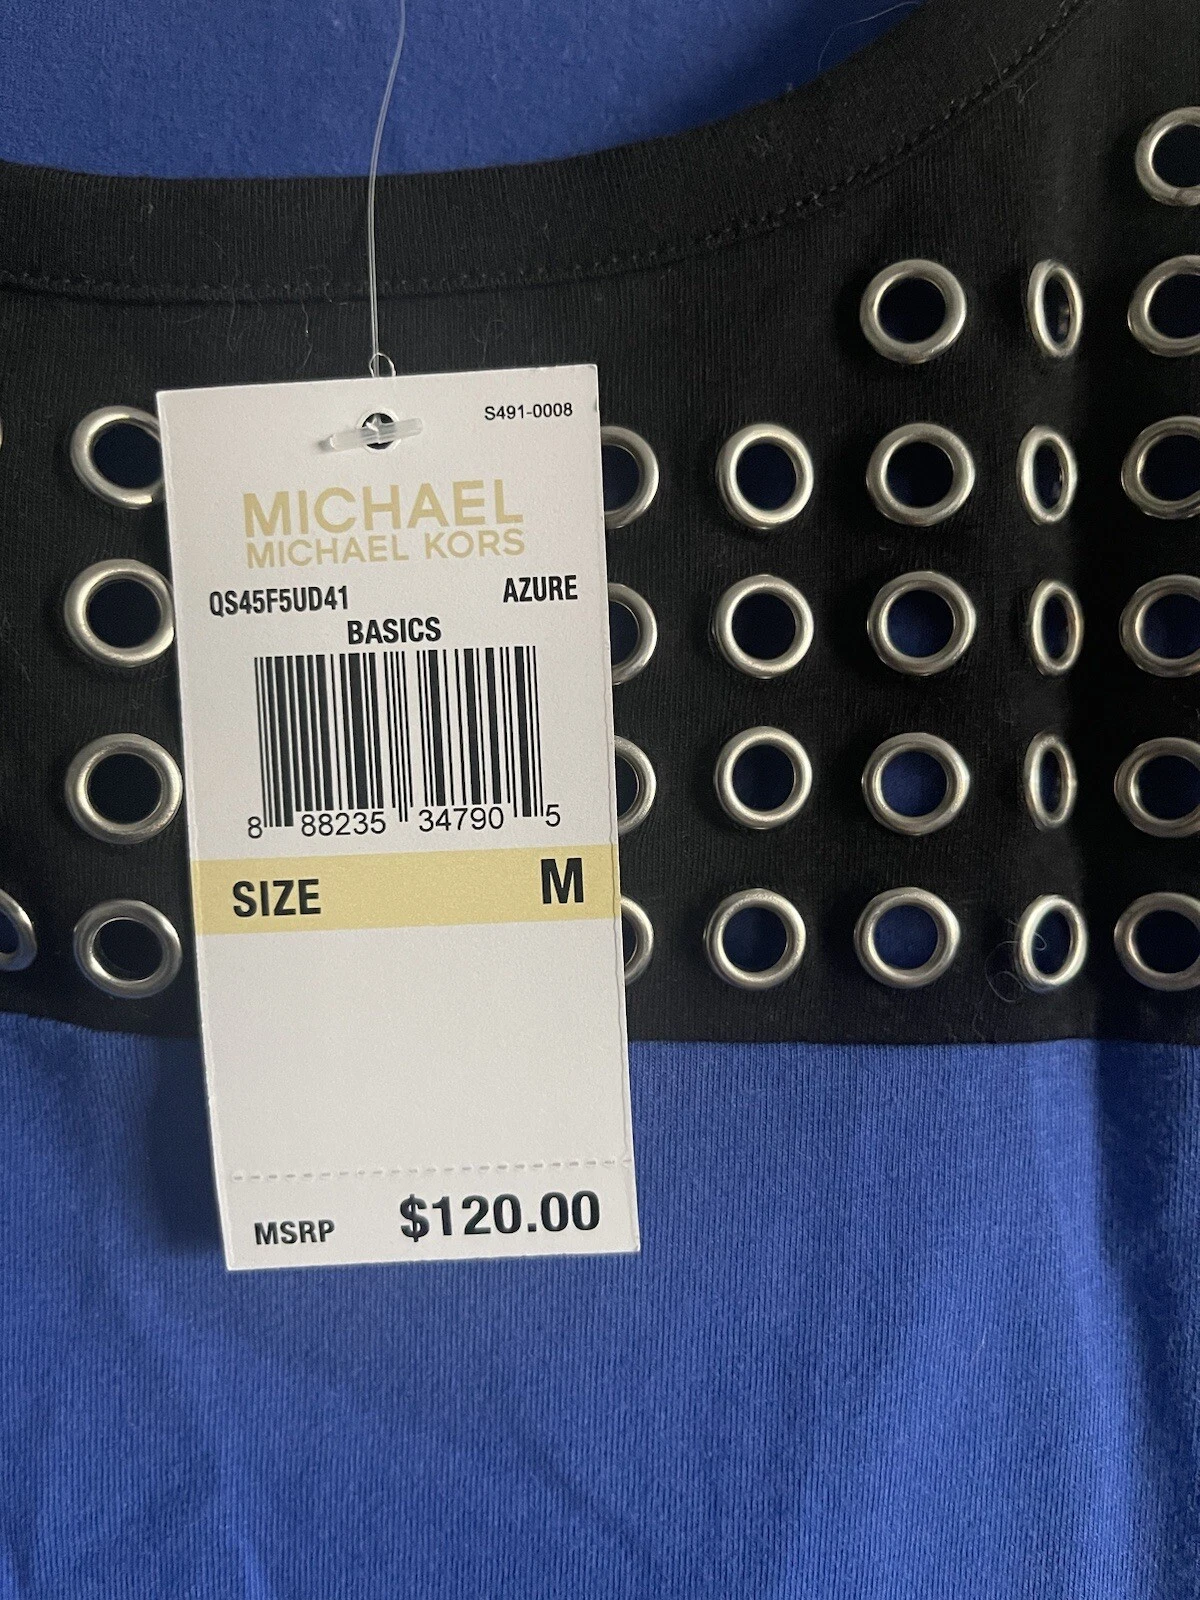 S491-0008
MICHAEL
MICHAEL KORS
QS45F5UD41 AZURE
BASICS
8 88235 34790 5
SIZE M
MSRP $120.00